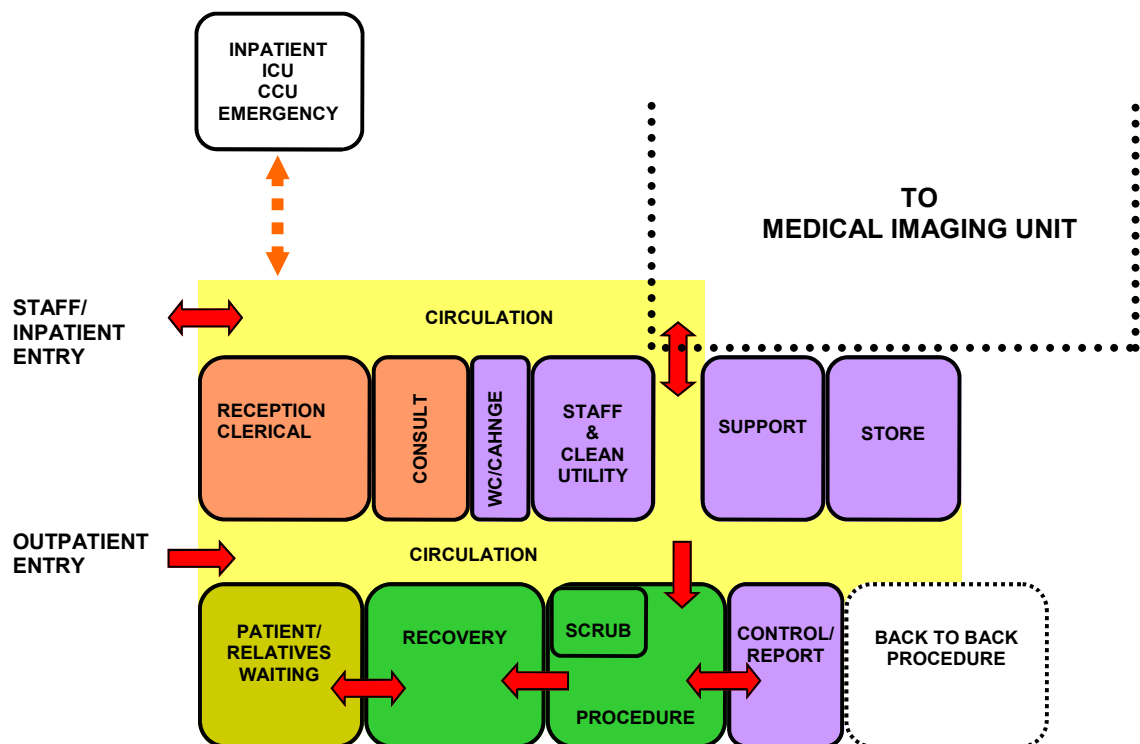 INPATIENT
ICU
CCU
EMERGENCY
TO
MEDICAL IMAGING UNIT
STAFF/
INPATIENT
ENTRY
CIRCULATION
RECEPTION
CLERICAL
CONSULT
WC/CAHNGE
STAFF
&
CLEAN
UTILITY
SUPPORT
STORE
OUTPATIENT
ENTRY
CIRCULATION
PATIENT/
RELATIVES
WAITING
RECOVERY
SCRUB
PROCEDURE
CONTROL/
REPORT
BACK TO BACK
PROCEDURE